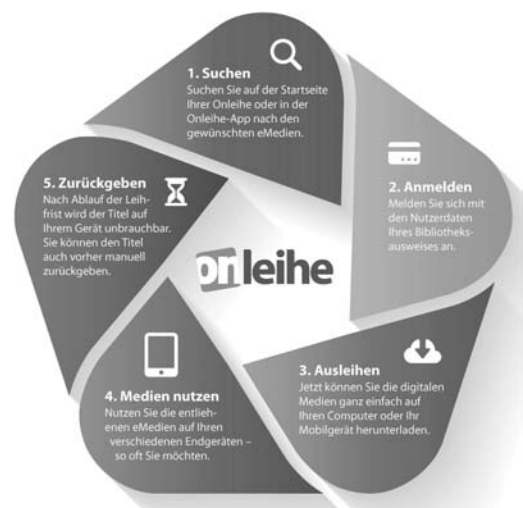 1. Suchen
Suchen Sie auf der Startseite
Ihrer Onleihe oder in der
Onleihe-App nach den
gewünschten eMedien.
2. Anmelden
Melden Sie sich mit
den Nutzerdaten
Ihres Bibliotheks-
ausweises an.
3. Ausleihen
Jetzt können Sie die digitalen
Medien ganz einfach auf
Ihren Computer oder Ihr
Mobilgerät herunterladen.
4. Medien nutzen
Nutzen Sie die entlieh-
enen eMedien auf Ihren
verschiedenen Endgeräten –
so oft Sie möchten.
5. Zurückgeben
Nach Ablauf der Leih-
frist wird der Titel auf
Ihrem Gerät unbrauchbar.
Sie können den Titel
auch vorher manuell
zurückgeben.
onleihe